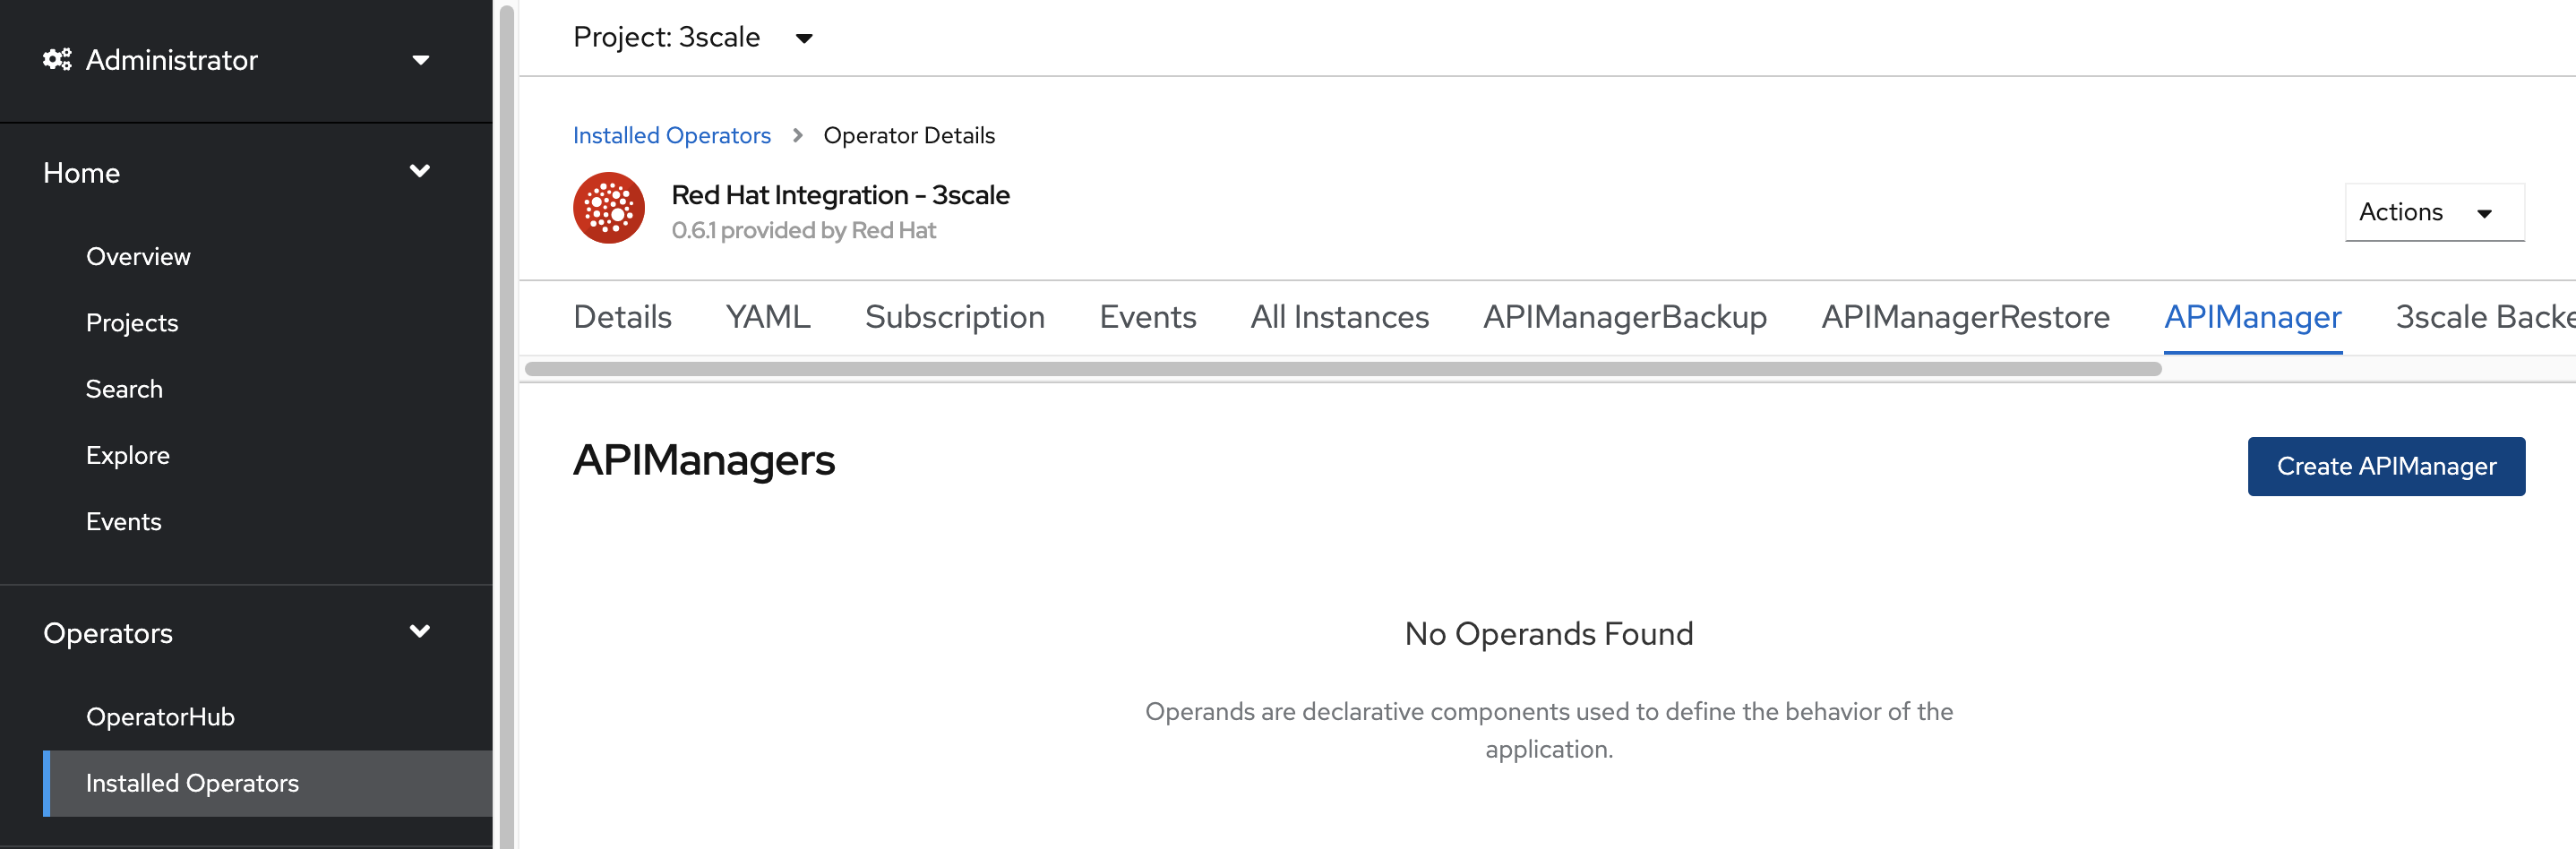 Administrator
Home
Overview
Projects
Search
Explore
Events
Operators
OperatorHub
Installed Operators
Project: 3scale
Installed Operators > Operator Details
Red Hat Integration - 3scale
0.6.1 provided by Red Hat
Actions
Details YAML Subscription Events All Instances APIManagerBackup APIManagerRestore APIManager 3scale Backe
APIManagers
Create APIManager
No Operands Found
Operands are declarative components used to define the behavior of the
application.